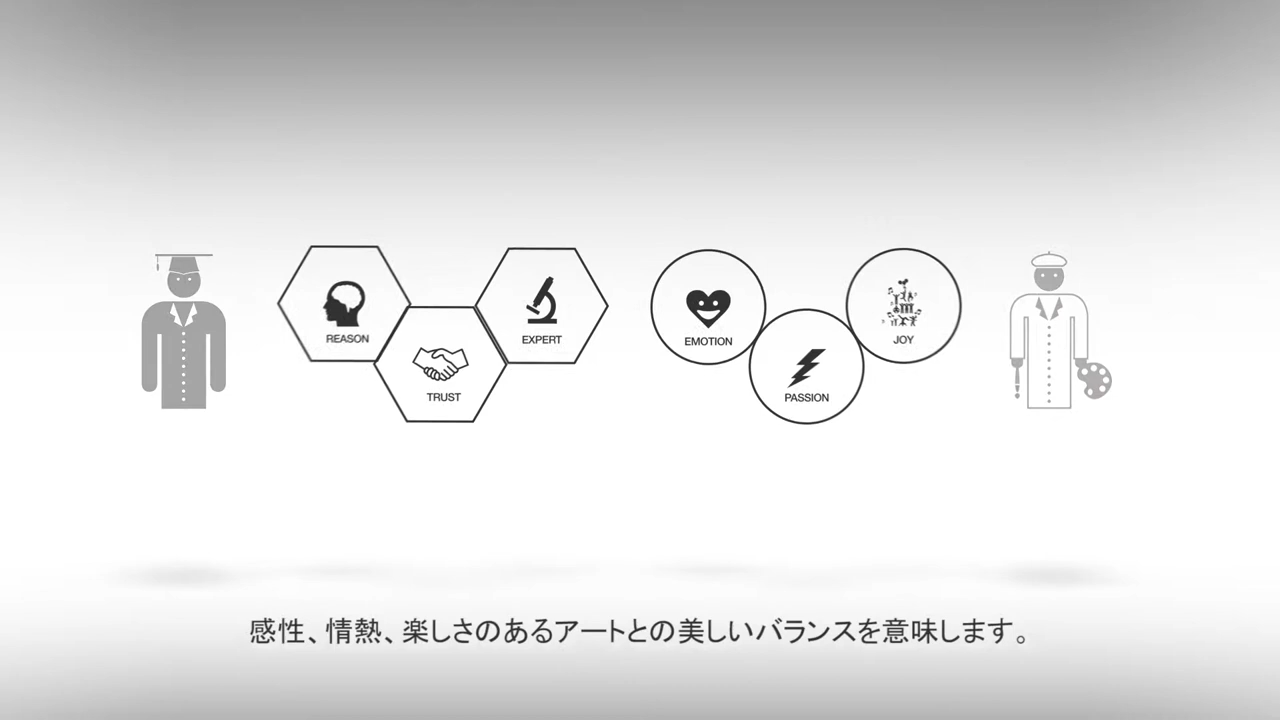 REASON
TRUST
EXPERT
EMOTION
PASSION
JOY
感性、情熱、楽しさのあるアートとの美しいバランスを意味します。